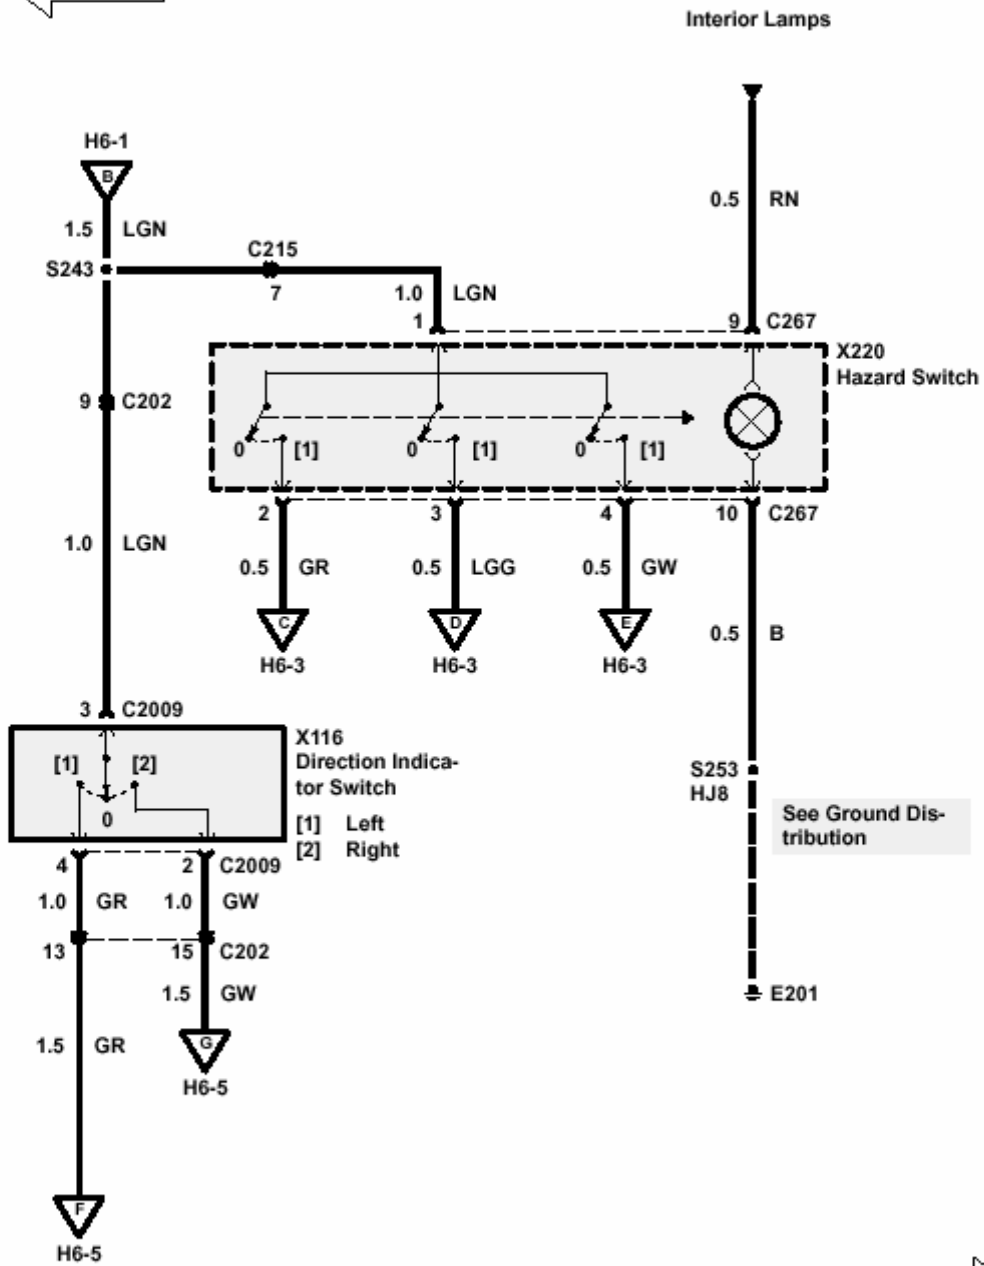 Interior Lamps
H6-1
B
0.5 RN
1.5 LGN
C215
S243
7
1.0 LGN
1
9 C267
X220
Hazard Switch
9 C202
0 [1]
0 [1]
0 [1]
2
3
4
10 C267
1.0 LGN
0.5 GR
0.5 LGG
0.5 GW
C
D
E
0.5 B
H6-3
H6-3
H6-3
3 C2009
X116
Direction Indica-
tor Switch
[1] [2]
0
[1] Left
[2] Right
S253
HJ8
See Ground Dis-
tribution
4
2 C2009
1.0 GR
1.0 GW
13
15 C202
1.5 GW
E201
1.5 GR
G
H6-5
F
H6-5